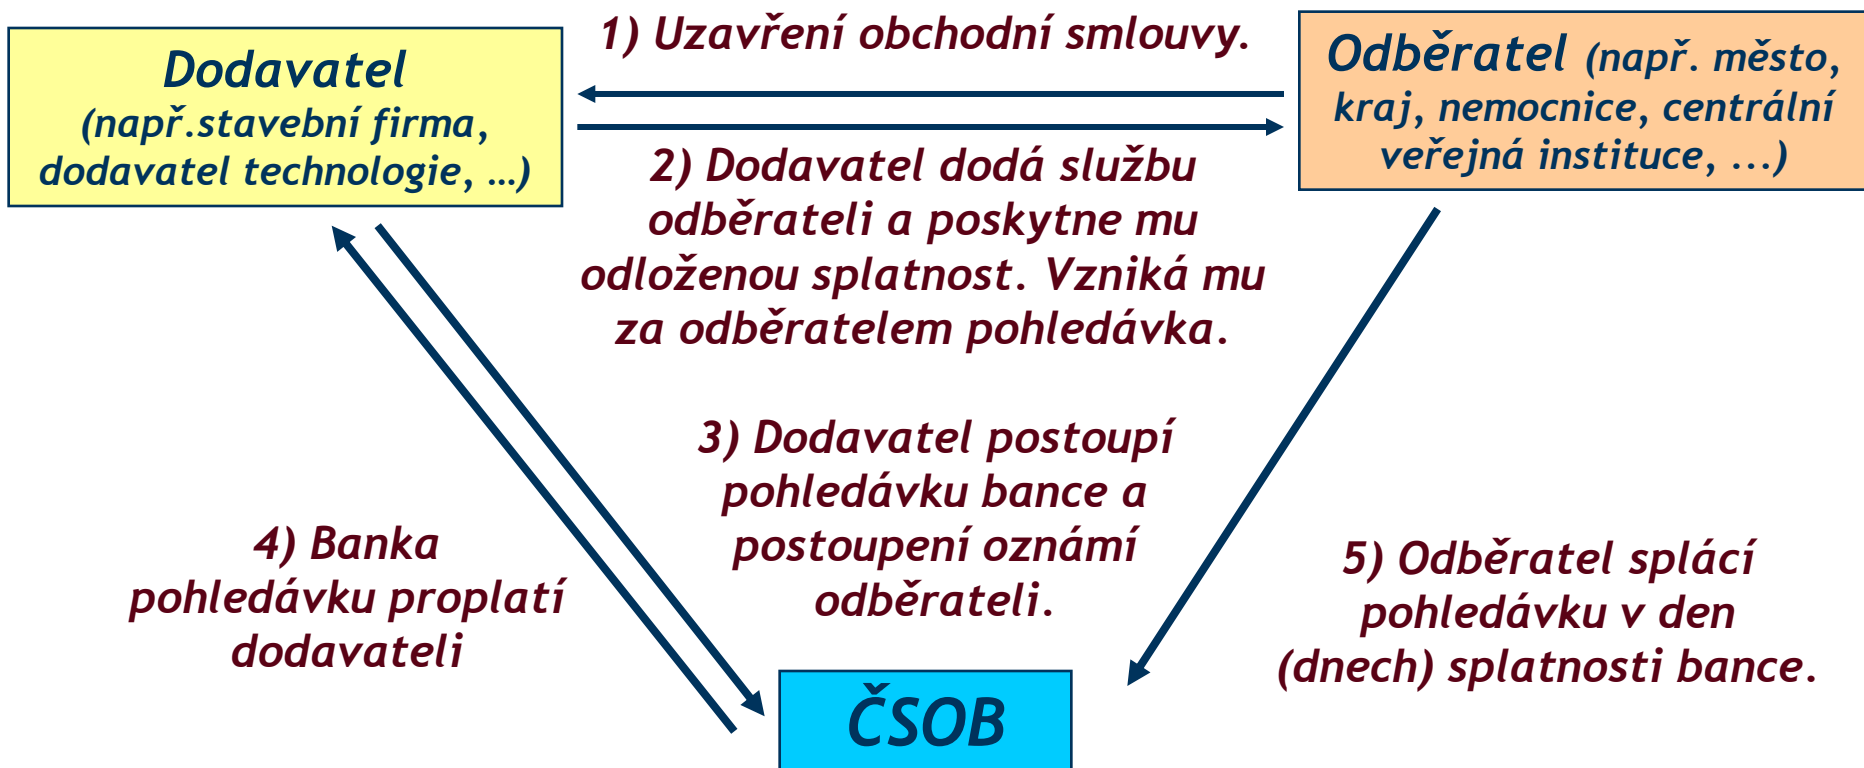 Dodavatel
(např.stavební firma,
dodavatel technologie, …)
1) Uzavření obchodní smlouvy.
Odběratel (např. město,
kraj, nemocnice, centrální
veřejná instituce, ...)
2) Dodavatel dodá službu
odběrateli a poskytne mu
odloženou splatnost. Vzniká mu
za odběratelem pohledávka.
3) Dodavatel postoupí
pohledávku bance a
postoupení oznámí
odběrateli.
4) Banka
pohledávku proplatí
dodavateli
5) Odběratel splácí
pohledávku v den
(dnech) splatnosti bance.
ČSOB